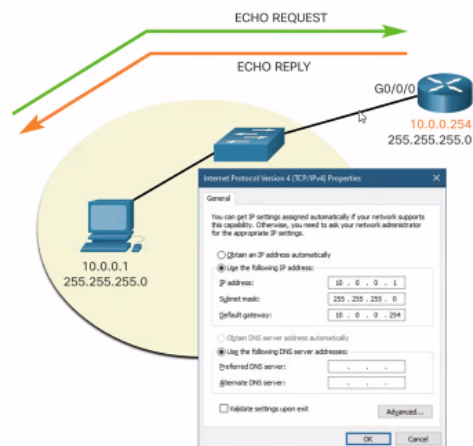 ECHO REQUEST
ECHO REPLY
G0/0/0
10.0.0.254
255.255.255.0
10.0.0.1
255.255.255.0
Internet Protocol Version 4 (TCP/IPv4) Properties
General
You can get IP settings assigned automatically if your network supports
this capability. Otherwise, you need to ask your network administrator
for the appropriate IP settings.
Obtain an IP address automatically
Use the following IP address:
IP address: 10 . 0 . 0 . 1
Subnet mask: 255 . 255 . 255 . 0
Default gateway: 10 . 0 . 0 . 254
Obtain DNS server address automatically
Use the following DNS server addresses:
Preferred DNS server: . . .
Alternate DNS server: . . .
Validate settings upon exit
Advanced...
OK Cancel